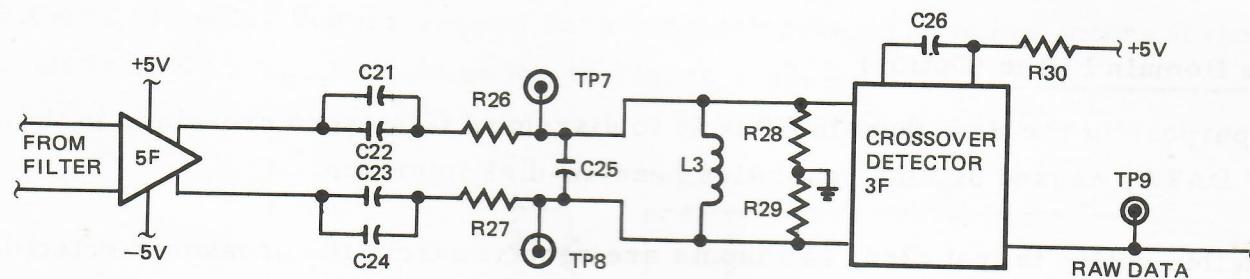 C26
+5V
R30
+5V
C21
TP7
R26
FROM
FILTER
5F
C22
C23
C25
L3
R28
CROSSOVER
DETECTOR
3F
R27
R29
TP9
−5V
C24
TP8
RAW DATA